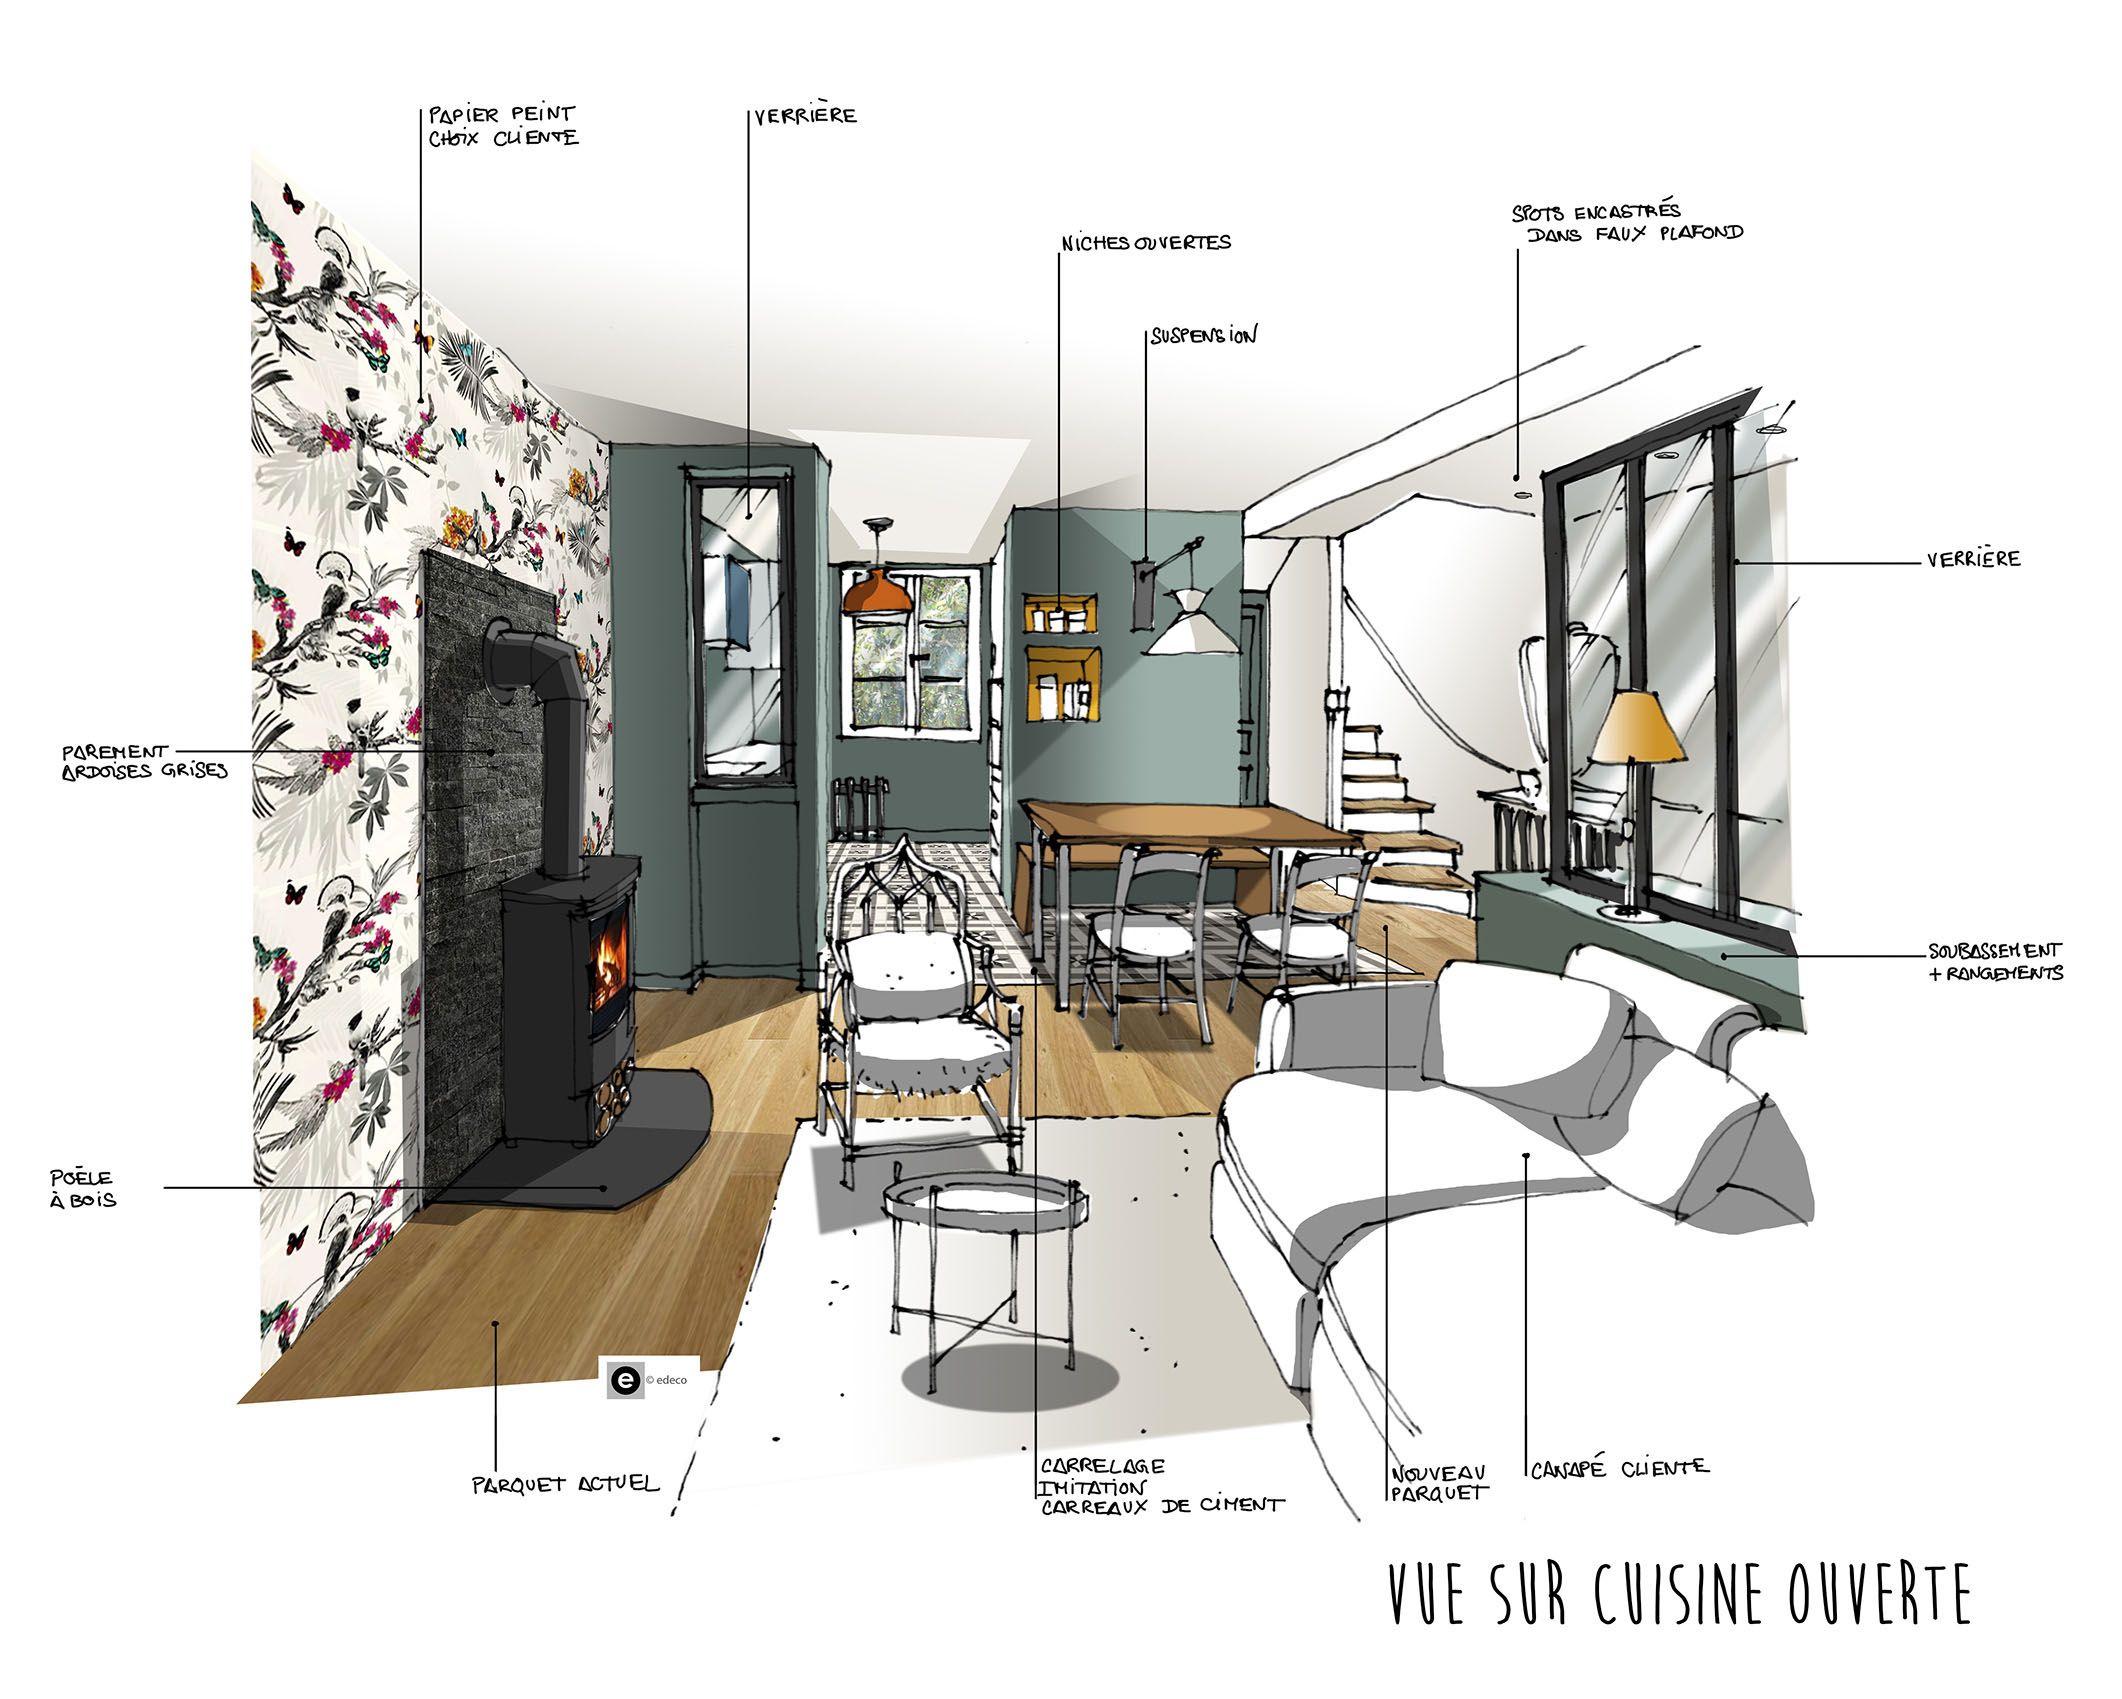 PAPIER PEINT
CHOIX CLIENTE
VERRIÈRE
NICHES OUVERTES
SPOTS ENCASTRÉS
DANS FAUX PLAFOND
SUSPENSION
VERRIÈRE
PAREMENT
ARDOISES GRISES
SOUBASSEMENT
+ RANGEMENTS
POÊLE
À BOIS
e © edeco
PARQUET ACTUEL
CARRELAGE
IMITATION
CARREAUX DE CIMENT
NOUVEAU
PARQUET
CANAPÉ CLIENTE
VUE SUR CUISINE OUVERTE